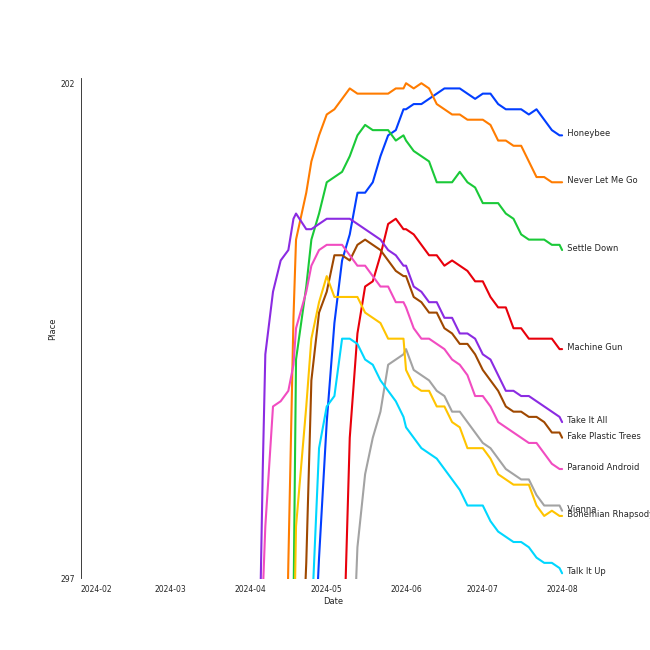 202
Honeybee
Never Let Me Go
Settle Down
Place
Machine Gun
Take It All
Fake Plastic Trees
Paranoid Android
Vienna
Bohemian Rhapsody
Talk It Up
297
2024-02 2024-03 2024-04 2024-05 2024-06 2024-07 2024-08
Date